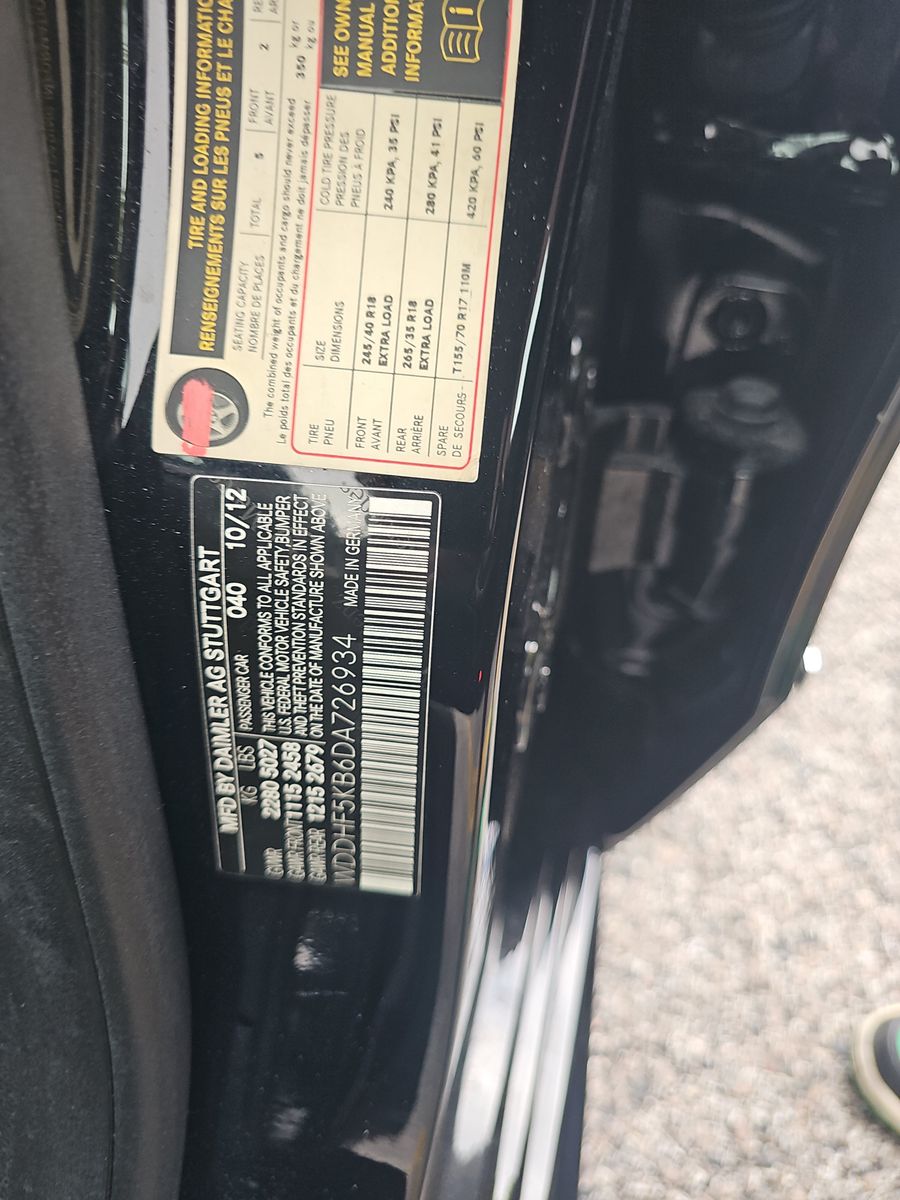 TIRE AND LOADING INFORMATIO
RENSEIGNEMENTS SUR LES PNEUS ET LE CHA
SEATING CAPACITY
NOMBRE DE PLACES
TOTAL 5
FRONT
AVANT 2
RE
AR
The combined weight of occupants and cargo should never exceed
Le poids total des occupants et du chargement ne doit jamais dépasser
350 kg or
kg ou
TIRE
PNEU
SIZE
DIMENSIONS
COLD TIRE PRESSURE
PRESSION DES
PNEUS À FROID
FRONT
AVANT
245/40 R18
EXTRA LOAD
240 KPA, 35 PSI
REAR
ARRIÈRE
265/35 R18
EXTRA LOAD
280 KPA, 41 PSI
SPARE
DE SECOURS
T155/70 R17 110M
420 KPA, 60 PSI
SEE OWN
MANUAL
ADDITION
INFORMAT
MFD BY DAIMLER AG STUTTGART
PASSENGER CAR 040 10/12
KG LBS
GVWR 2280 5027
GAWR FRONT 1115 2458
GAWR REAR 1215 2679
THIS VEHICLE CONFORMS TO ALL APPLICABLE
U.S. FEDERAL MOTOR VEHICLE SAFETY,BUMPER
AND THEFT PREVENTION STANDARDS IN EFFECT
ON THE DATE OF MANUFACTURE SHOWN ABOVE
WDDHF5KB6DA726934 MADE IN GERMANY